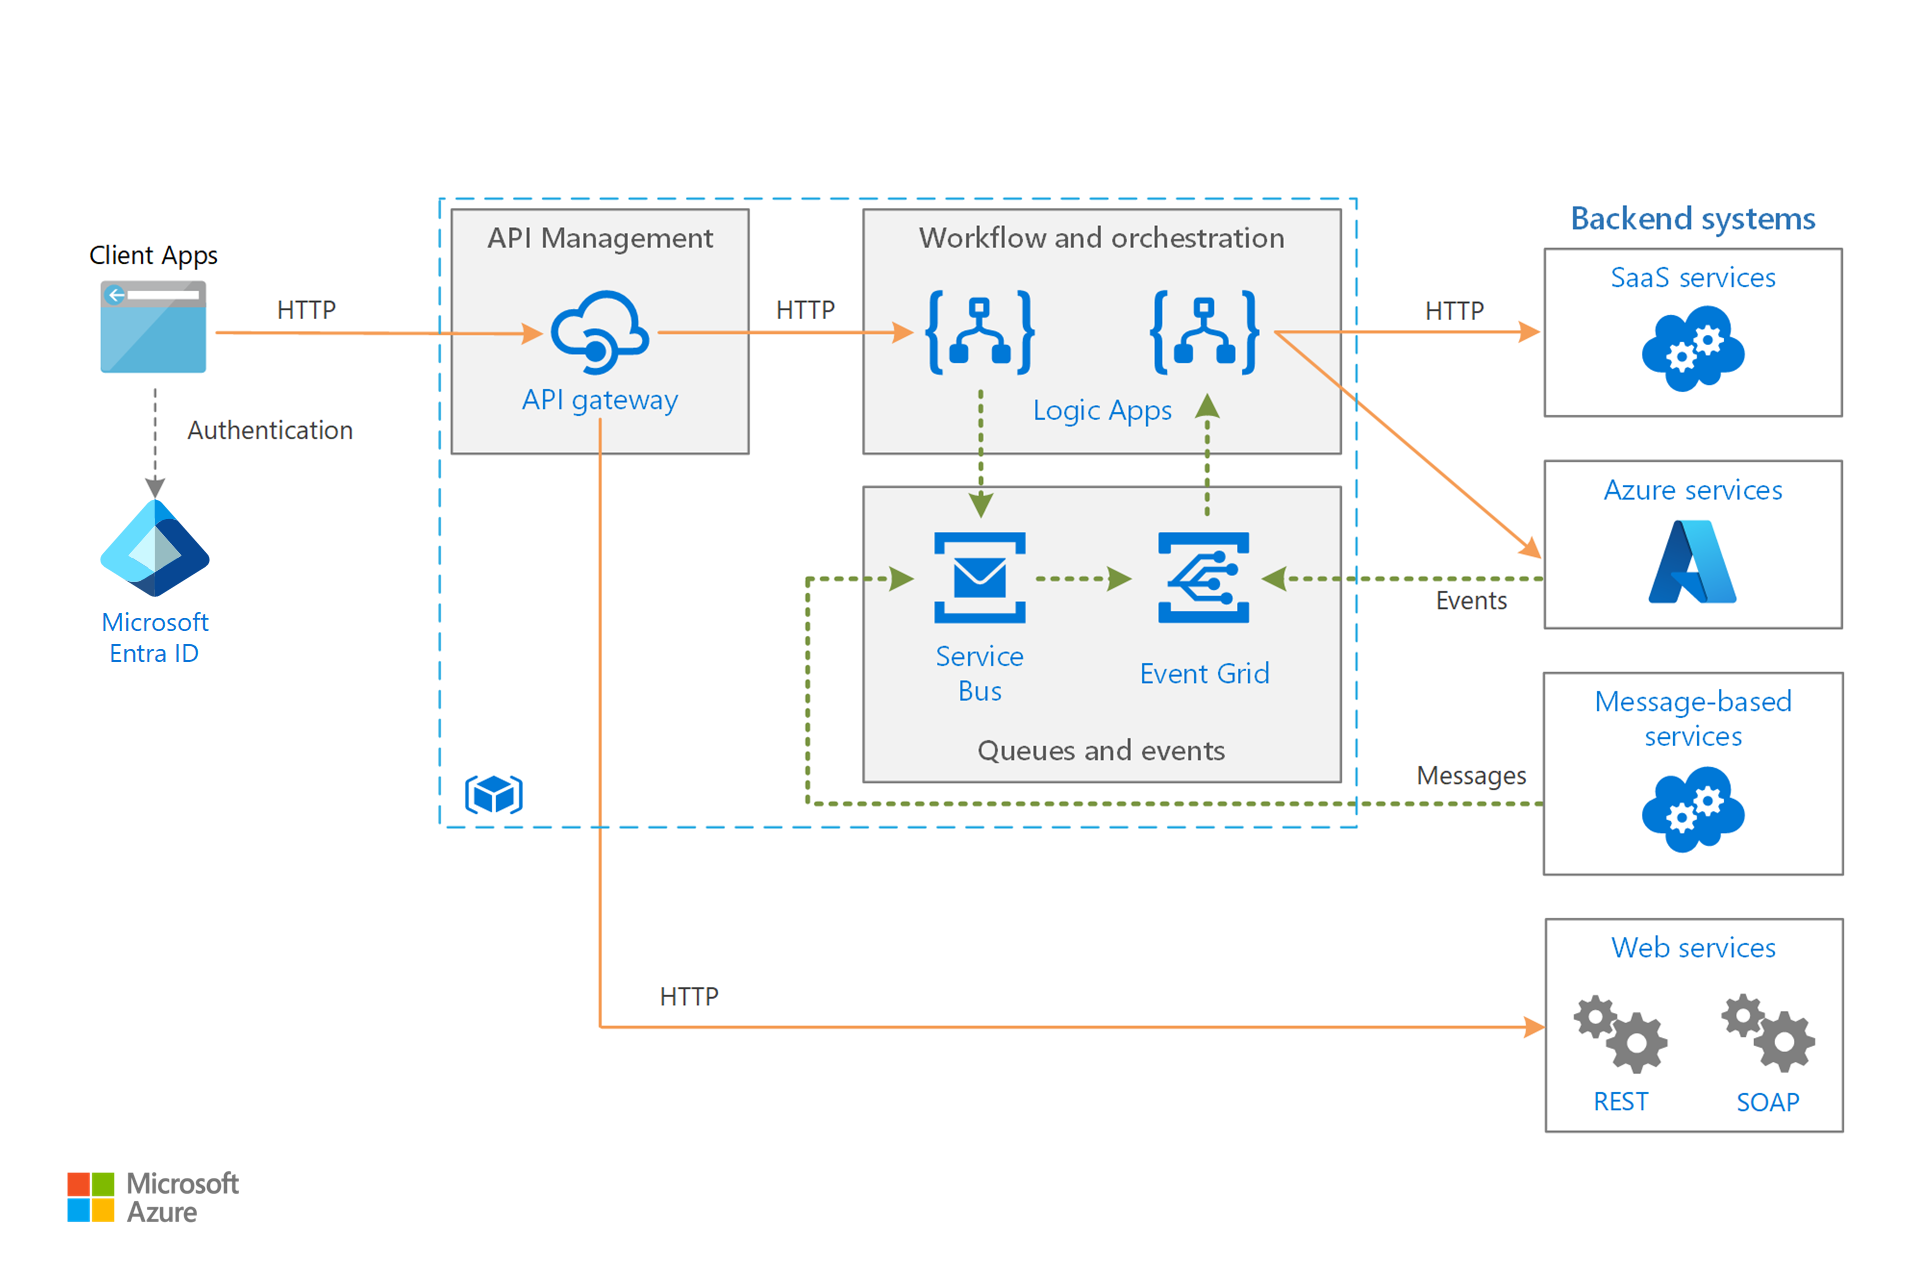 Backend systems
Client Apps
HTTP
Authentication
Microsoft
Entra ID
API Management
API gateway
HTTP
Workflow and orchestration
Logic Apps
HTTP
SaaS services
Azure services
Events
Service
Bus
Event Grid
Queues and events
Message-based
services
Messages
HTTP
Web services
REST
SOAP
Microsoft
Azure